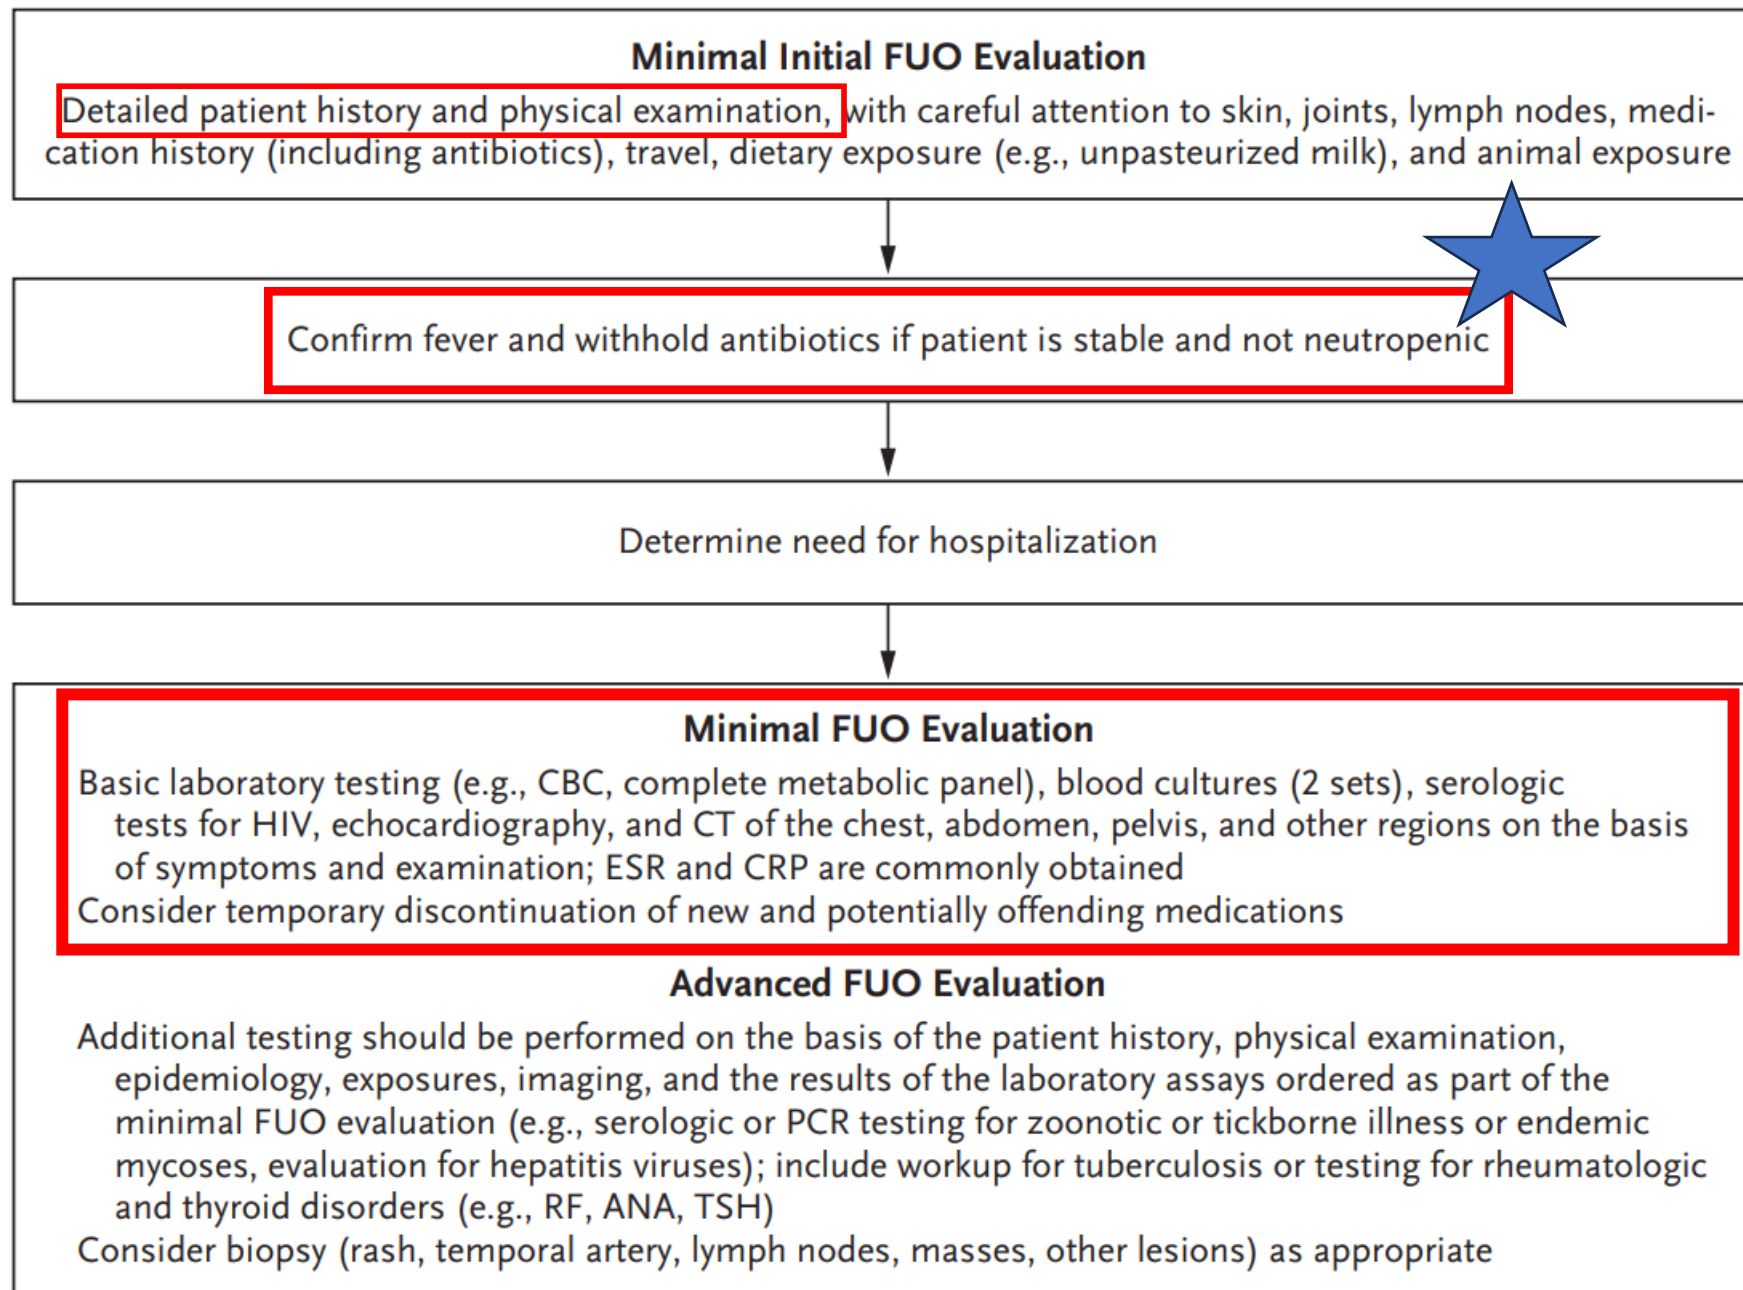 Minimal Initial FUO Evaluation
Detailed patient history and physical examination, with careful attention to skin, joints, lymph nodes, medi-
cation history (including antibiotics), travel, dietary exposure (e.g., unpasteurized milk), and animal exposure
Confirm fever and withhold antibiotics if patient is stable and not neutropenic
Determine need for hospitalization
Minimal FUO Evaluation
Basic laboratory testing (e.g., CBC, complete metabolic panel), blood cultures (2 sets), serologic
tests for HIV, echocardiography, and CT of the chest, abdomen, pelvis, and other regions on the basis
of symptoms and examination; ESR and CRP are commonly obtained
Consider temporary discontinuation of new and potentially offending medications
Advanced FUO Evaluation
Additional testing should be performed on the basis of the patient history, physical examination,
epidemiology, exposures, imaging, and the results of the laboratory assays ordered as part of the
minimal FUO evaluation (e.g., serologic or PCR testing for zoonotic or tickborne illness or endemic
mycoses, evaluation for hepatitis viruses); include workup for tuberculosis or testing for rheumatologic
and thyroid disorders (e.g., RF, ANA, TSH)
Consider biopsy (rash, temporal artery, lymph nodes, masses, other lesions) as appropriate